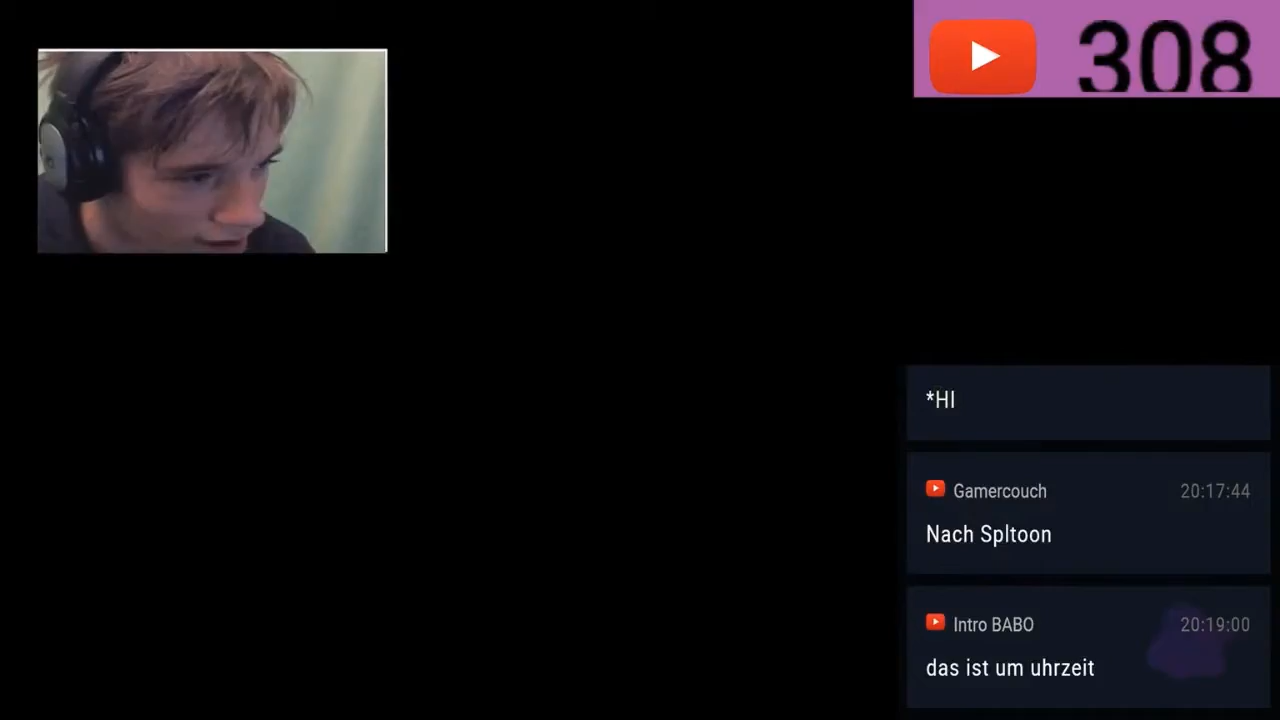 308
*HI
Gamercouch 20:17:44
Nach Spltoon
Intro BABO 20:19:00
das ist um uhrzeit